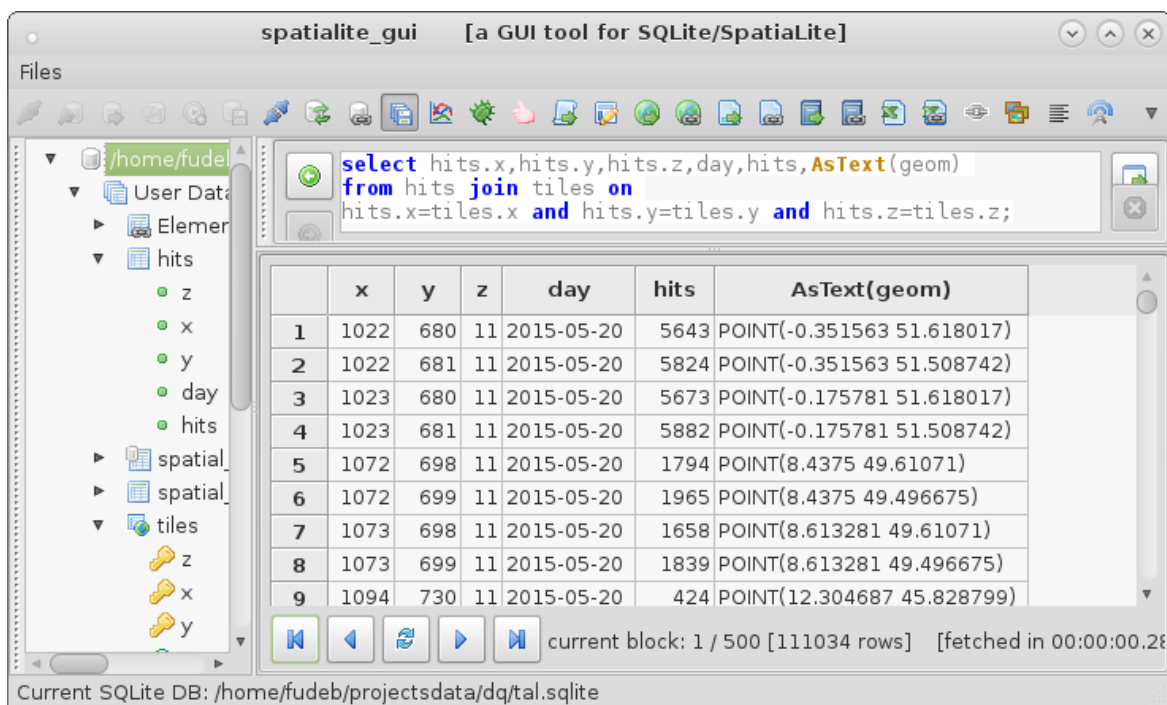 spatialite_gui [a GUI tool for SQLite/SpatiaLite]
Files
/home/fudel
User Data
Elemer
hits
z
x
y
day
hits
spatial_
spatial_
tiles
z
x
y
select hits.x,hits.y,hits.z,day,hits,AsText(geom)
from hits join tiles on
hits.x=tiles.x and hits.y=tiles.y and hits.z=tiles.z;
x y z day hits AsText(geom)
1 1022 680 11 2015-05-20 5643 POINT(-0.351563 51.618017)
2 1022 681 11 2015-05-20 5824 POINT(-0.351563 51.508742)
3 1023 680 11 2015-05-20 5673 POINT(-0.175781 51.618017)
4 1023 681 11 2015-05-20 5882 POINT(-0.175781 51.508742)
5 1072 698 11 2015-05-20 1794 POINT(8.4375 49.61071)
6 1072 699 11 2015-05-20 1965 POINT(8.4375 49.496675)
7 1073 698 11 2015-05-20 1658 POINT(8.613281 49.61071)
8 1073 699 11 2015-05-20 1839 POINT(8.613281 49.496675)
9 1094 730 11 2015-05-20 424 POINT(12.304687 45.828799)
current block: 1 / 500 [111034 rows] [fetched in 00:00:00.28
Current SQLite DB: /home/fudeb/projectsdata/dq/tal.sqlite